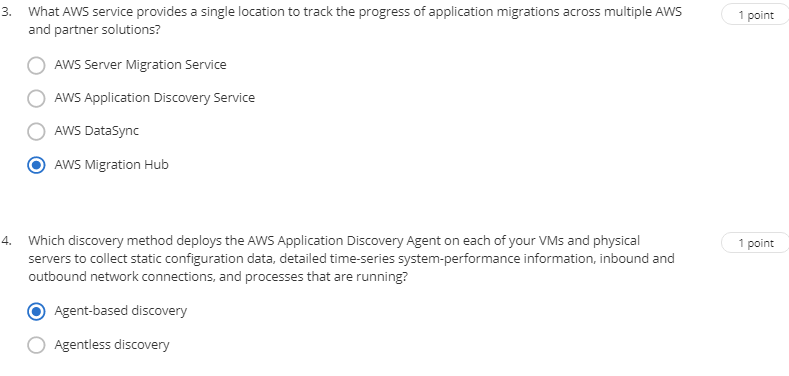 3. What AWS service provides a single location to track the progress of application migrations across multiple AWS
and partner solutions?
1 point
AWS Server Migration Service
AWS Application Discovery Service
AWS DataSync
AWS Migration Hub
4. Which discovery method deploys the AWS Application Discovery Agent on each of your VMs and physical
servers to collect static configuration data, detailed time-series system-performance information, inbound and
outbound network connections, and processes that are running?
1 point
Agent-based discovery
Agentless discovery